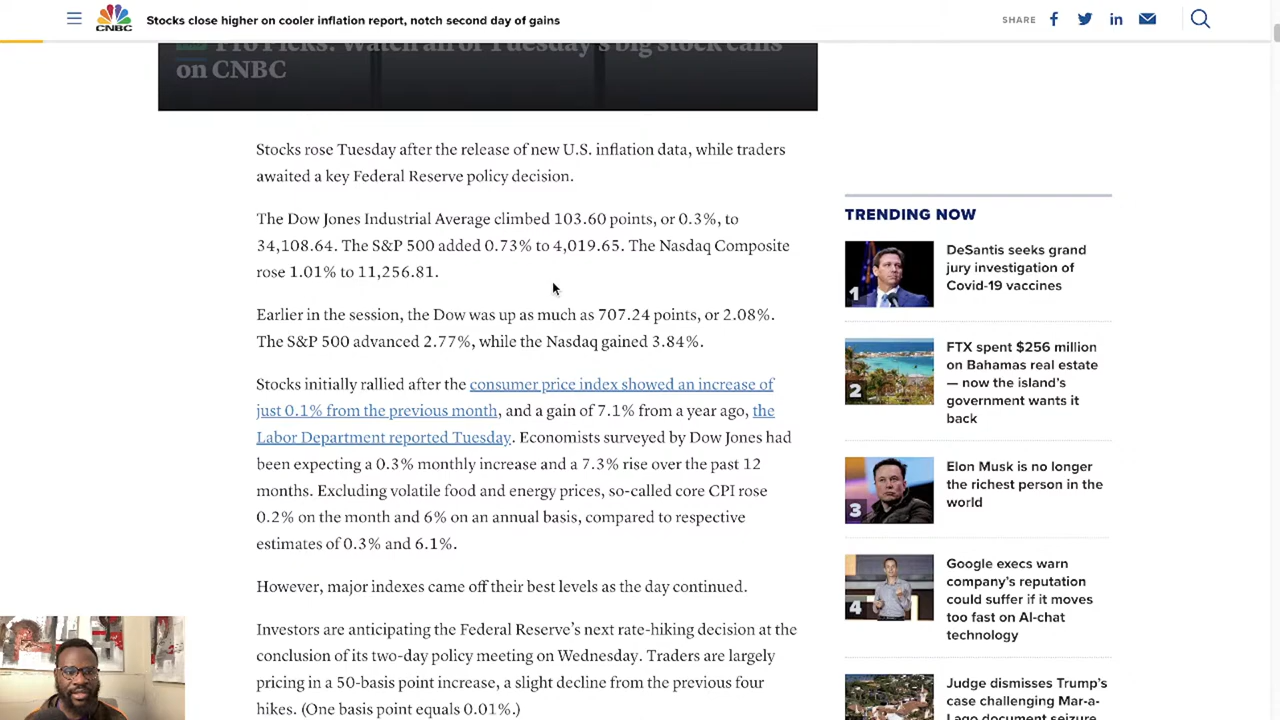 CNBC
Stocks close higher on cooler inflation report, notch second day of gains
SHARE
Pro Picks: Watch all of Tuesday's big stock calls
on CNBC
Stocks rose Tuesday after the release of new U.S. inflation data, while traders
awaited a key Federal Reserve policy decision.
The Dow Jones Industrial Average climbed 103.60 points, or 0.3%, to
34,108.64. The S&P 500 added 0.73% to 4,019.65. The Nasdaq Composite
rose 1.01% to 11,256.81.
Earlier in the session, the Dow was up as much as 707.24 points, or 2.08%.
The S&P 500 advanced 2.77%, while the Nasdaq gained 3.84%.
Stocks initially rallied after the consumer price index showed an increase of
just 0.1% from the previous month, and a gain of 7.1% from a year ago, the
Labor Department reported Tuesday. Economists surveyed by Dow Jones had
been expecting a 0.3% monthly increase and a 7.3% rise over the past 12
months. Excluding volatile food and energy prices, so-called core CPI rose
0.2% on the month and 6% on an annual basis, compared to respective
estimates of 0.3% and 6.1%.
However, major indexes came off their best levels as the day continued.
Investors are anticipating the Federal Reserve's next rate-hiking decision at the
conclusion of its two-day policy meeting on Wednesday. Traders are largely
pricing in a 50-basis point increase, a slight decline from the previous four
hikes. (One basis point equals 0.01%.)
TRENDING NOW
1
DeSantis seeks grand
jury investigation of
Covid-19 vaccines
2
FTX spent $256 million
on Bahamas real estate
— now the island's
government wants it
back
3
Elon Musk is no longer
the richest person in the
world
4
Google execs warn
company's reputation
could suffer if it moves
too fast on AI-chat
technology
Judge dismisses Trump's
case challenging Mar-a-
Lago document seizure